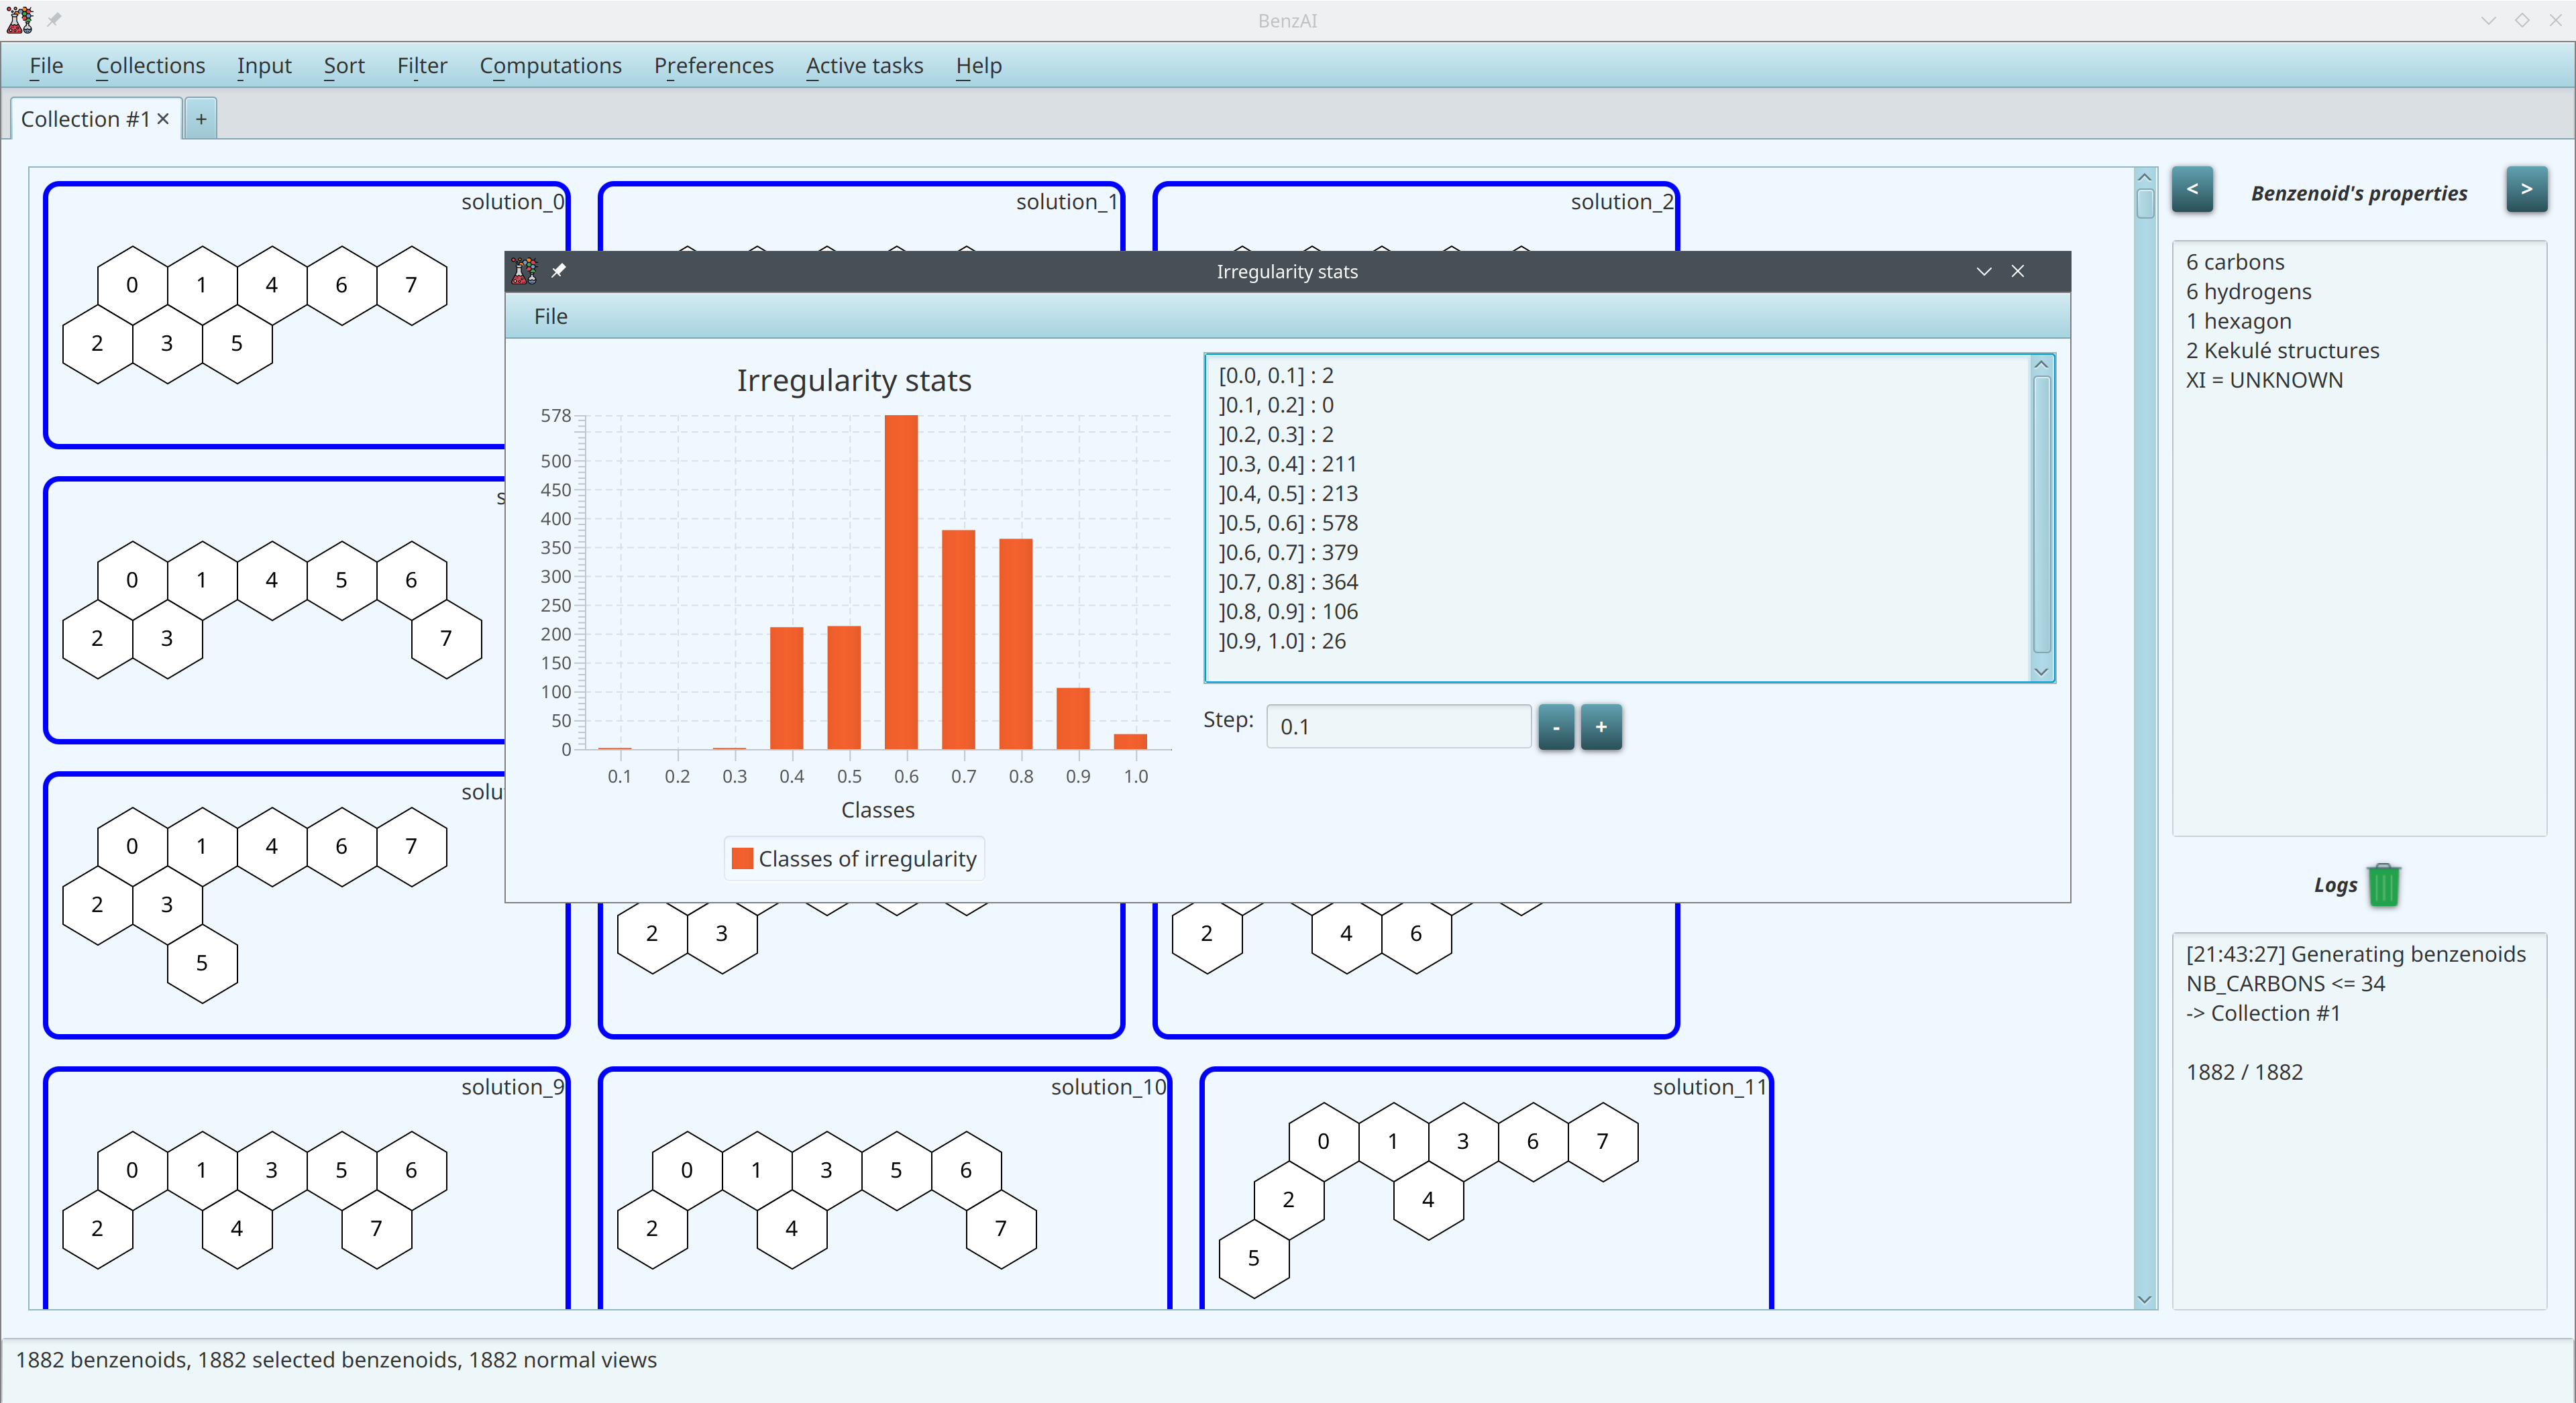 BenzAI
File Collections Input Sort Filter Computations Preferences Active tasks Help
Collection #1 ✕ +
solution_0
0 1 4 6 7
2 3 5
solution_1
solution_2
s
0 1 4 5 6
2 3 7
solu
0 1 4 6 7
2 3
5
2 3
2 4 6
solution_9
0 1 3 5 6
2 4 7
solution_10
0 1 3 5 6
2 4 7
solution_11
0 1 3 6 7
2 4
5
Irregularity stats
File
Irregularity stats
578
500
450
400
350
300
250
200
150
100
50
0
0.1 0.2 0.3 0.4 0.5 0.6 0.7 0.8 0.9 1.0
Classes
Classes of irregularity
[0.0, 0.1] : 2
]0.1, 0.2] : 0
]0.2, 0.3] : 2
]0.3, 0.4] : 211
]0.4, 0.5] : 213
]0.5, 0.6] : 578
]0.6, 0.7] : 379
]0.7, 0.8] : 364
]0.8, 0.9] : 106
]0.9, 1.0] : 26
Step: 0.1 - +
< Benzenoid's properties >
6 carbons
6 hydrogens
1 hexagon
2 Kekulé structures
XI = UNKNOWN
Logs
[21:43:27] Generating benzenoids
NB_CARBONS <= 34
-> Collection #1
1882 / 1882
1882 benzenoids, 1882 selected benzenoids, 1882 normal views